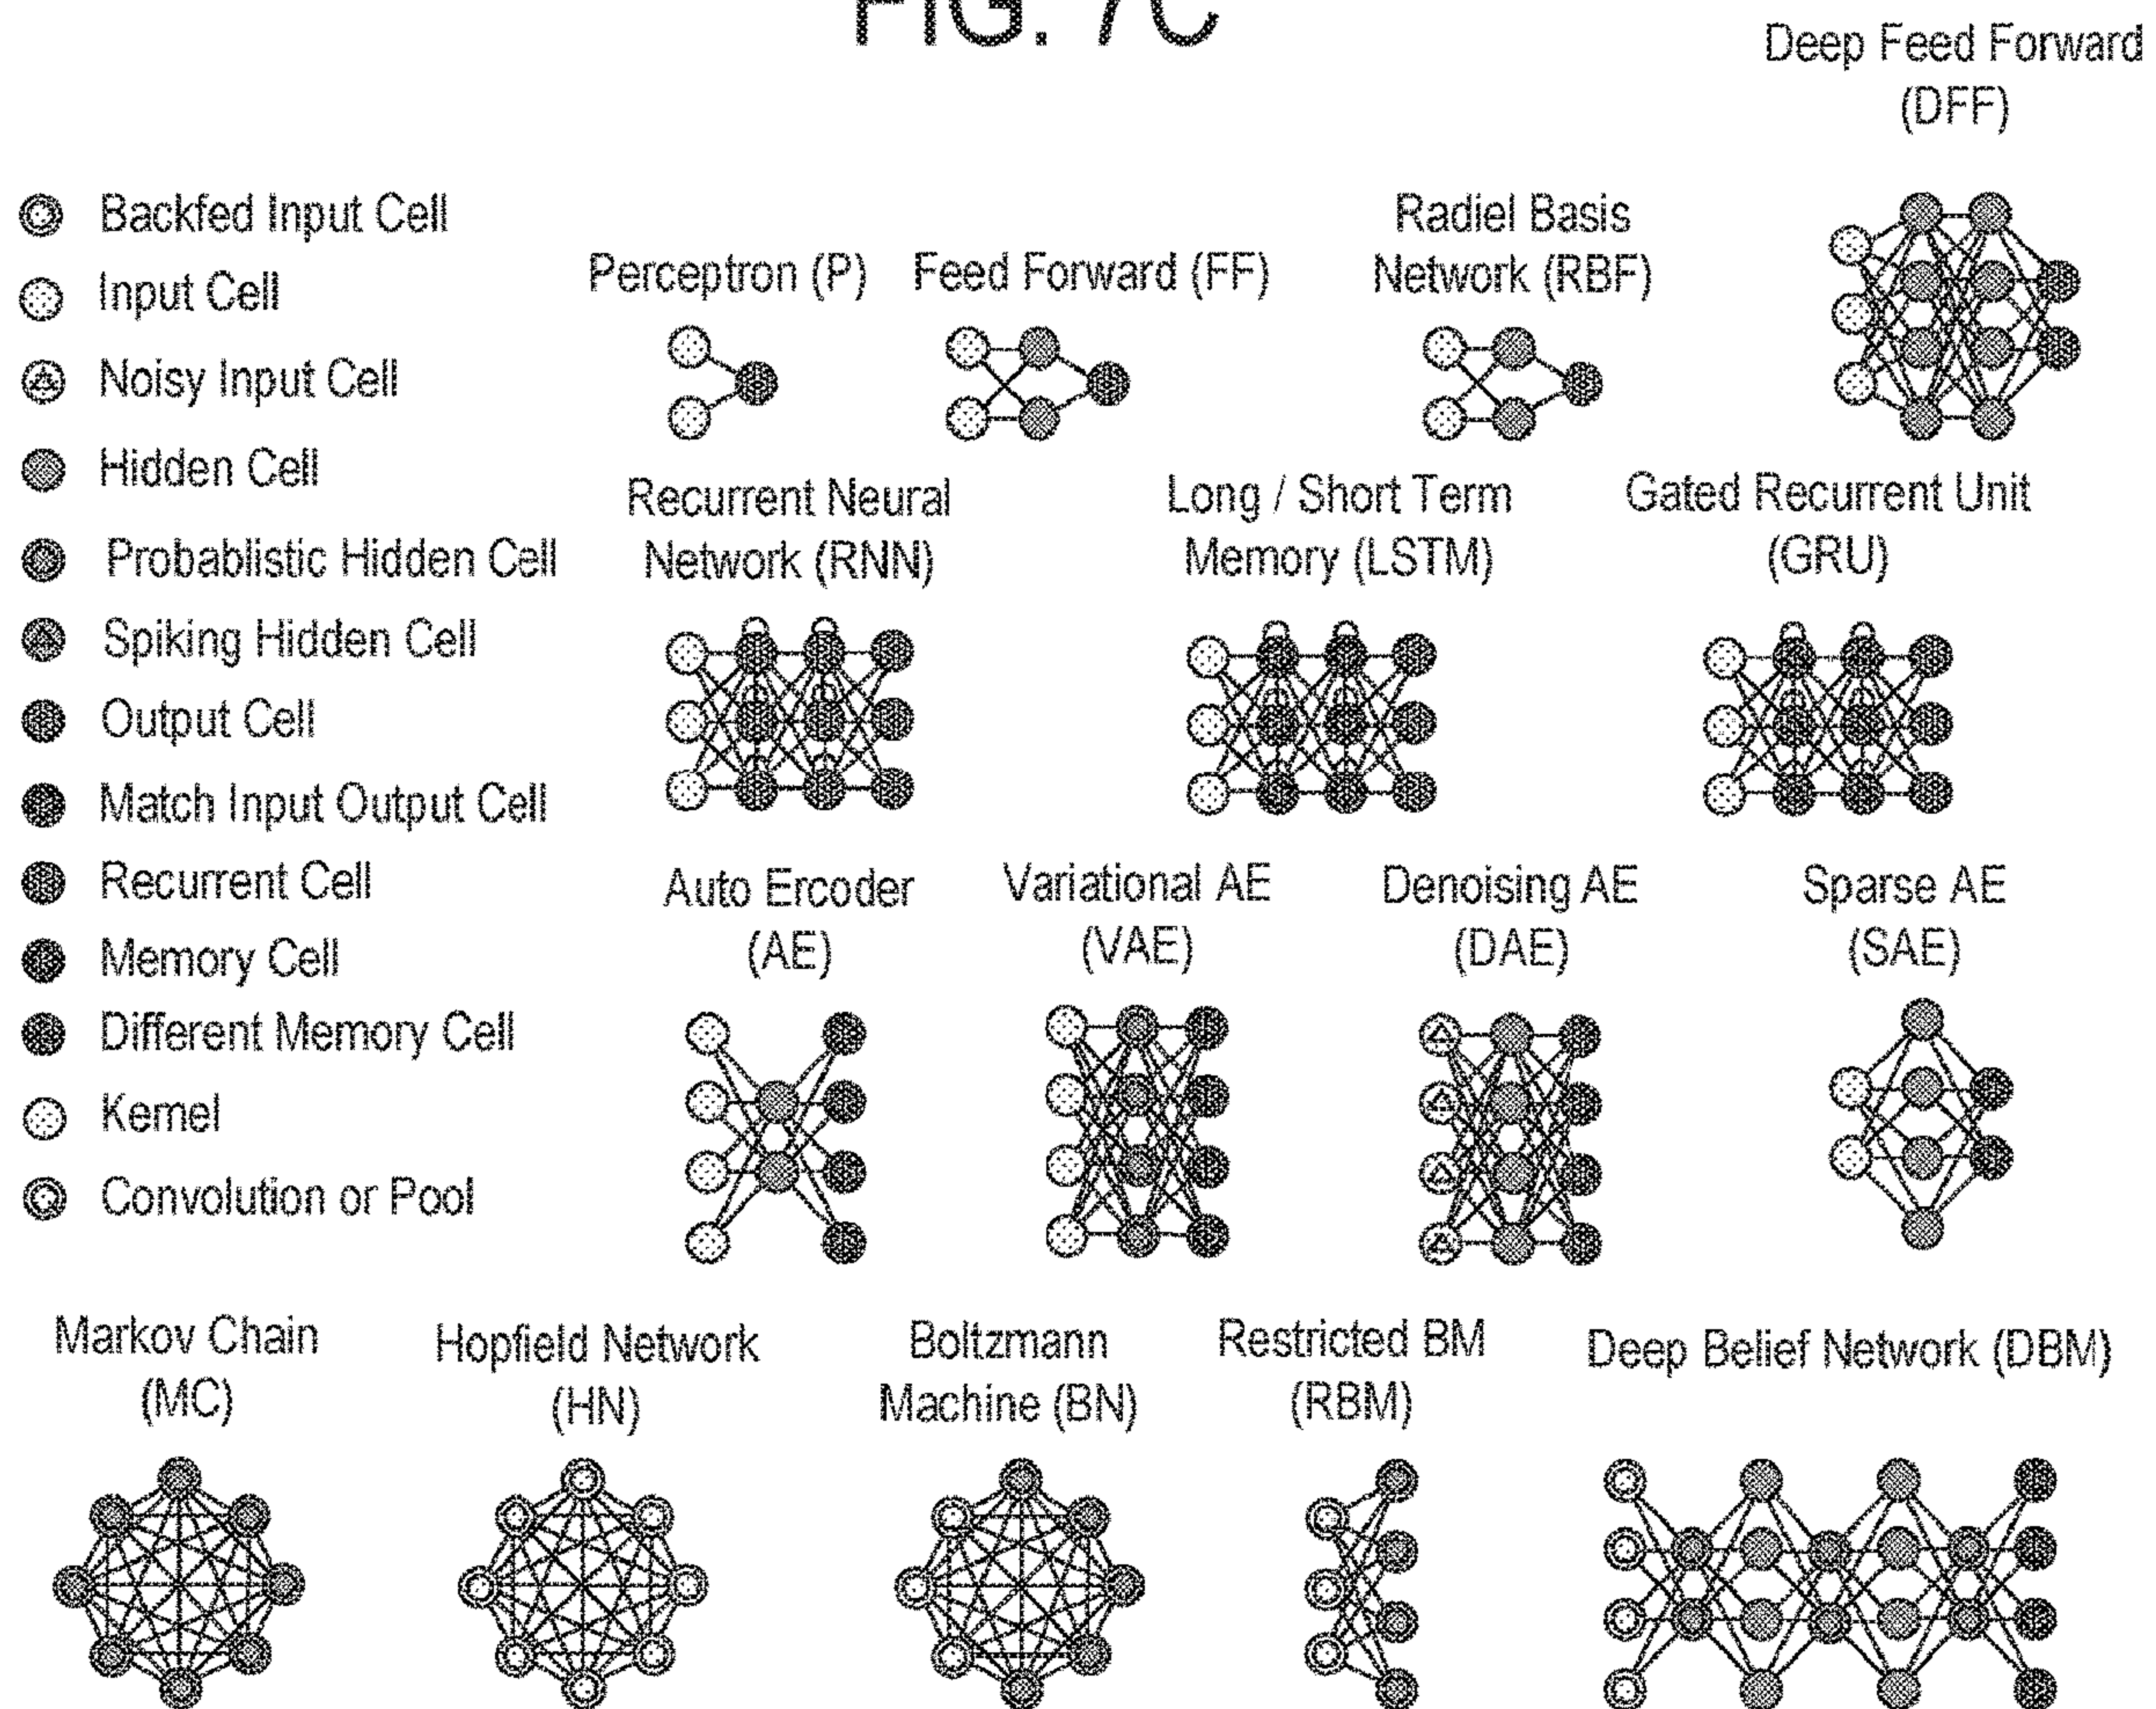 FIG. 7C
Deep Feed Forward
(DFF)
Backfed Input Cell
Input Cell
Noisy Input Cell
Hidden Cell
Probablistic Hidden Cell
Spiking Hidden Cell
Output Cell
Match Input Output Cell
Recurrent Cell
Memory Cell
Different Memory Cell
Kernel
Convolution or Pool
Perceptron (P)
Feed Forward (FF)
Radiel Basis
Network (RBF)
Recurrent Neural
Network (RNN)
Long / Short Term
Memory (LSTM)
Gated Recurrent Unit
(GRU)
Auto Ercoder
(AE)
Variational AE
(VAE)
Denoising AE
(DAE)
Sparse AE
(SAE)
Markov Chain
(MC)
Hopfield Network
(HN)
Boltzmann
Machine (BN)
Restricted BM
(RBM)
Deep Belief Network (DBM)